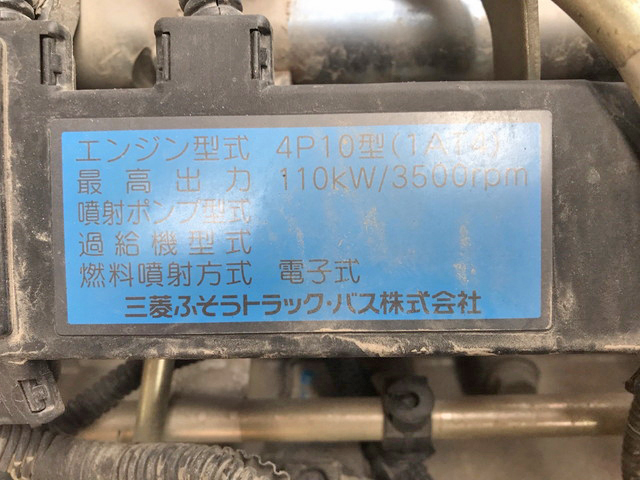 エンジン型式 4P10型(1AT4)
最高出力 110kW/3500rpm
噴射ポンプ型式
過給機型式
燃料噴射方式 電子式
三菱ふそうトラック・バス株式会社